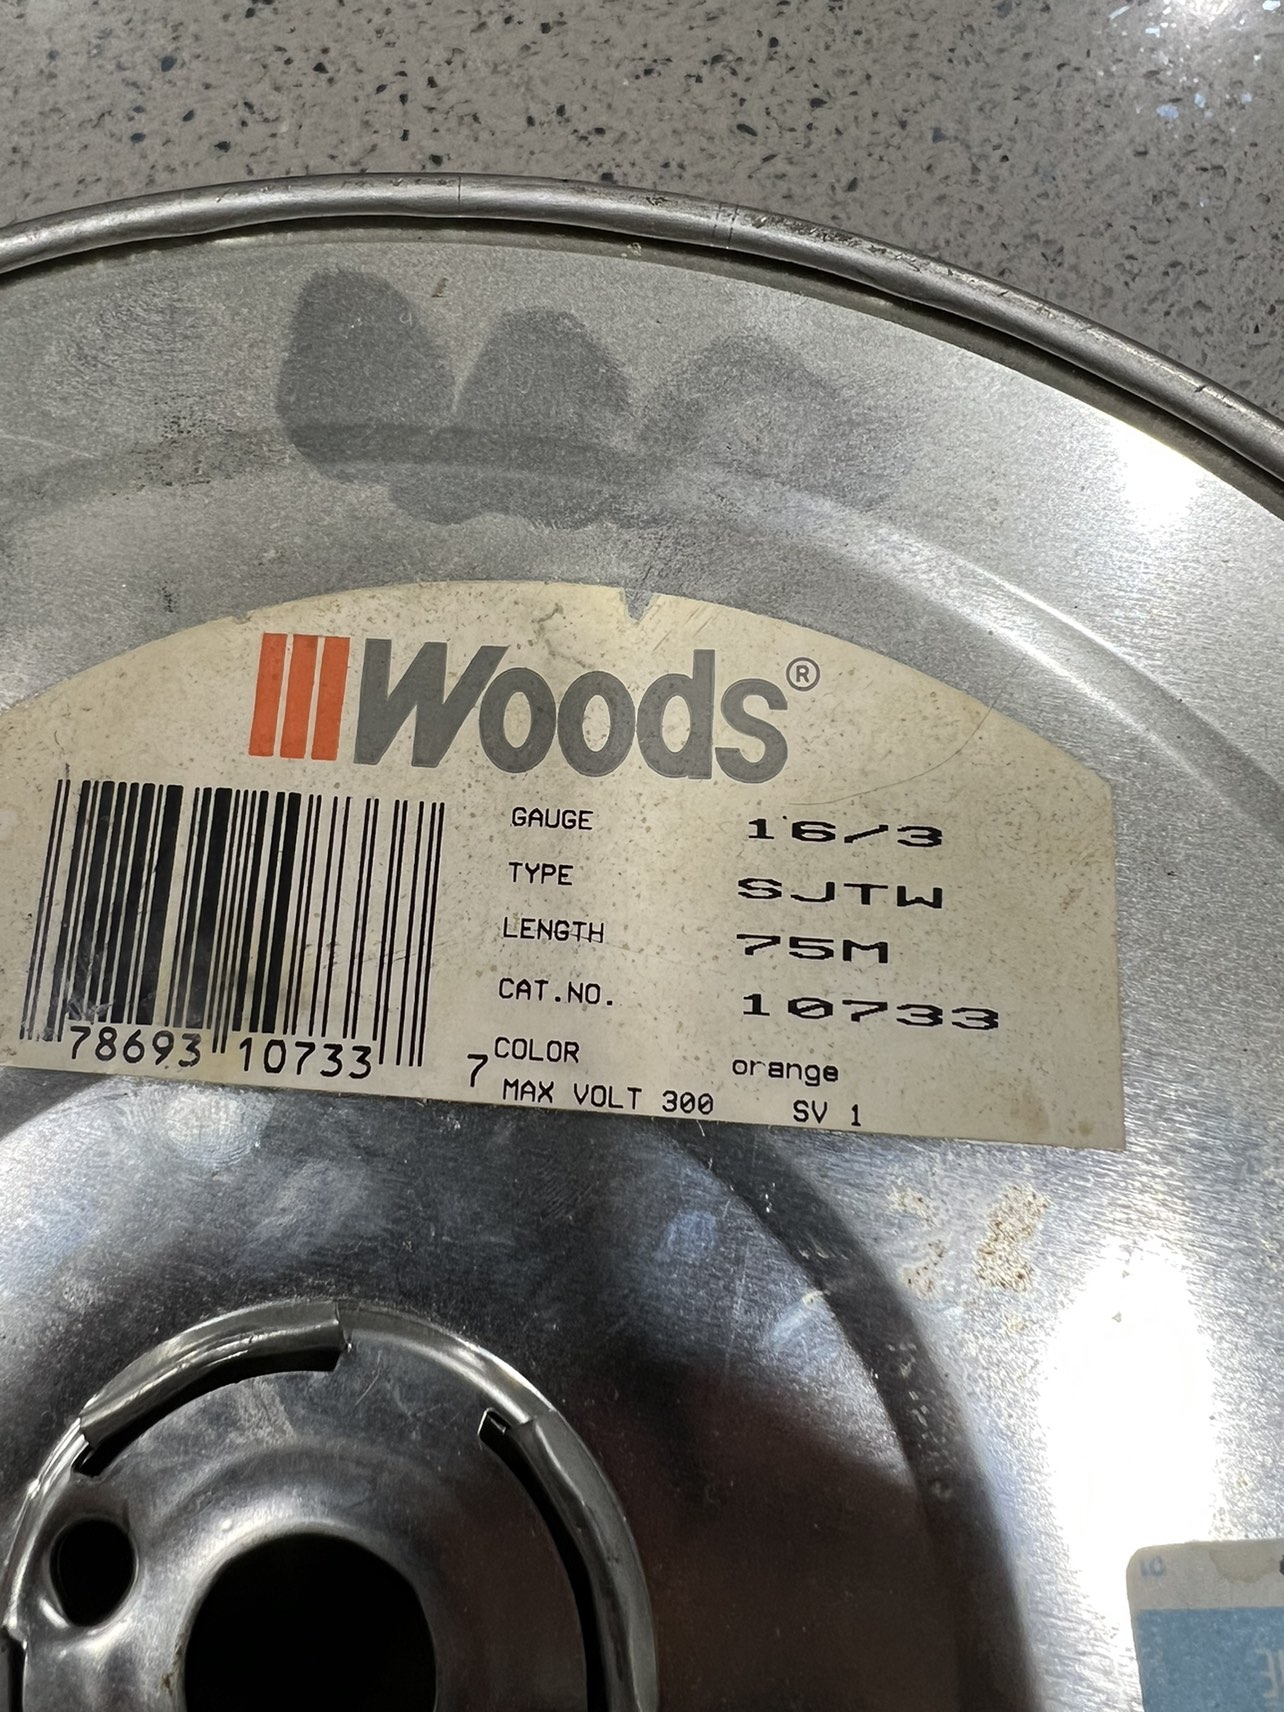 Woods®
GAUGE 16/3
TYPE SJTW
LENGTH 75M
CAT.NO. 10733
COLOR orange
MAX VOLT 300 SV 1
78693 10733 7